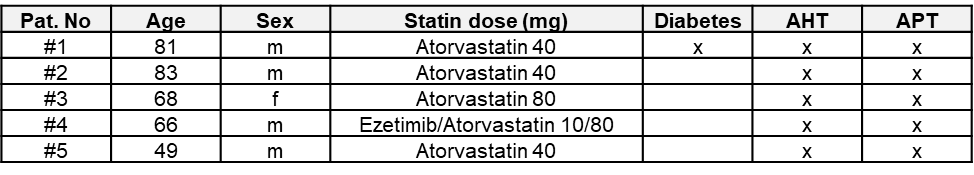 Pat. No Age Sex Statin dose (mg) Diabetes AHT APT
#1 81 m Atorvastatin 40 x x x
#2 83 m Atorvastatin 40 x x
#3 68 f Atorvastatin 80 x x
#4 66 m Ezetimib/Atorvastatin 10/80 x x
#5 49 m Atorvastatin 40 x x